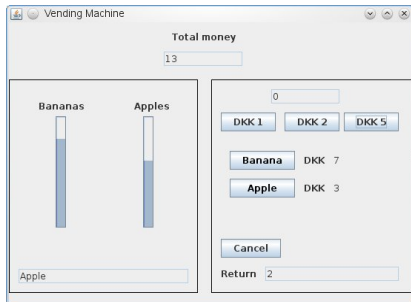 Vending Machine
Total money
13
Bananas Apples
Apple
0
DKK 1 DKK 2 DKK 5
Banana DKK 7
Apple DKK 3
Cancel
Return 2